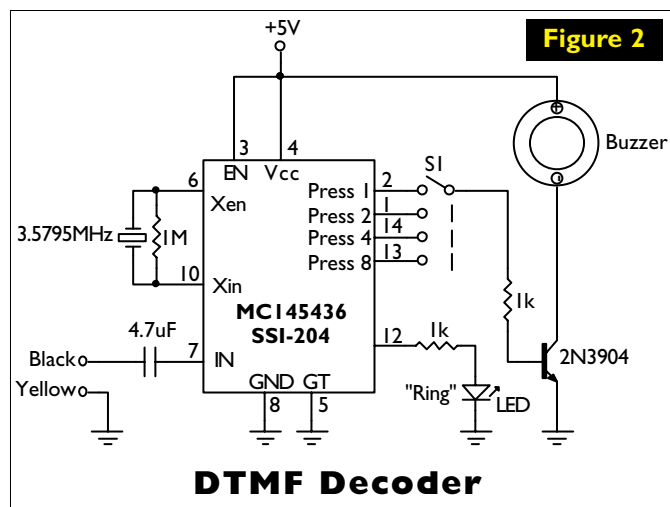 Figure 2
+5V
Buzzer
3
4
EN
Vcc
S1
6
Xen
Press 1
2
Press 2
1
Press 4
14
Press 8
13
3.5795MHz
1M
10
Xin
1k
MC145436
SSI-204
4.7uF
12
1k
2N3904
Black
7
IN
Yellow
GND
GT
8
5
"Ring"
LED
DTMF Decoder